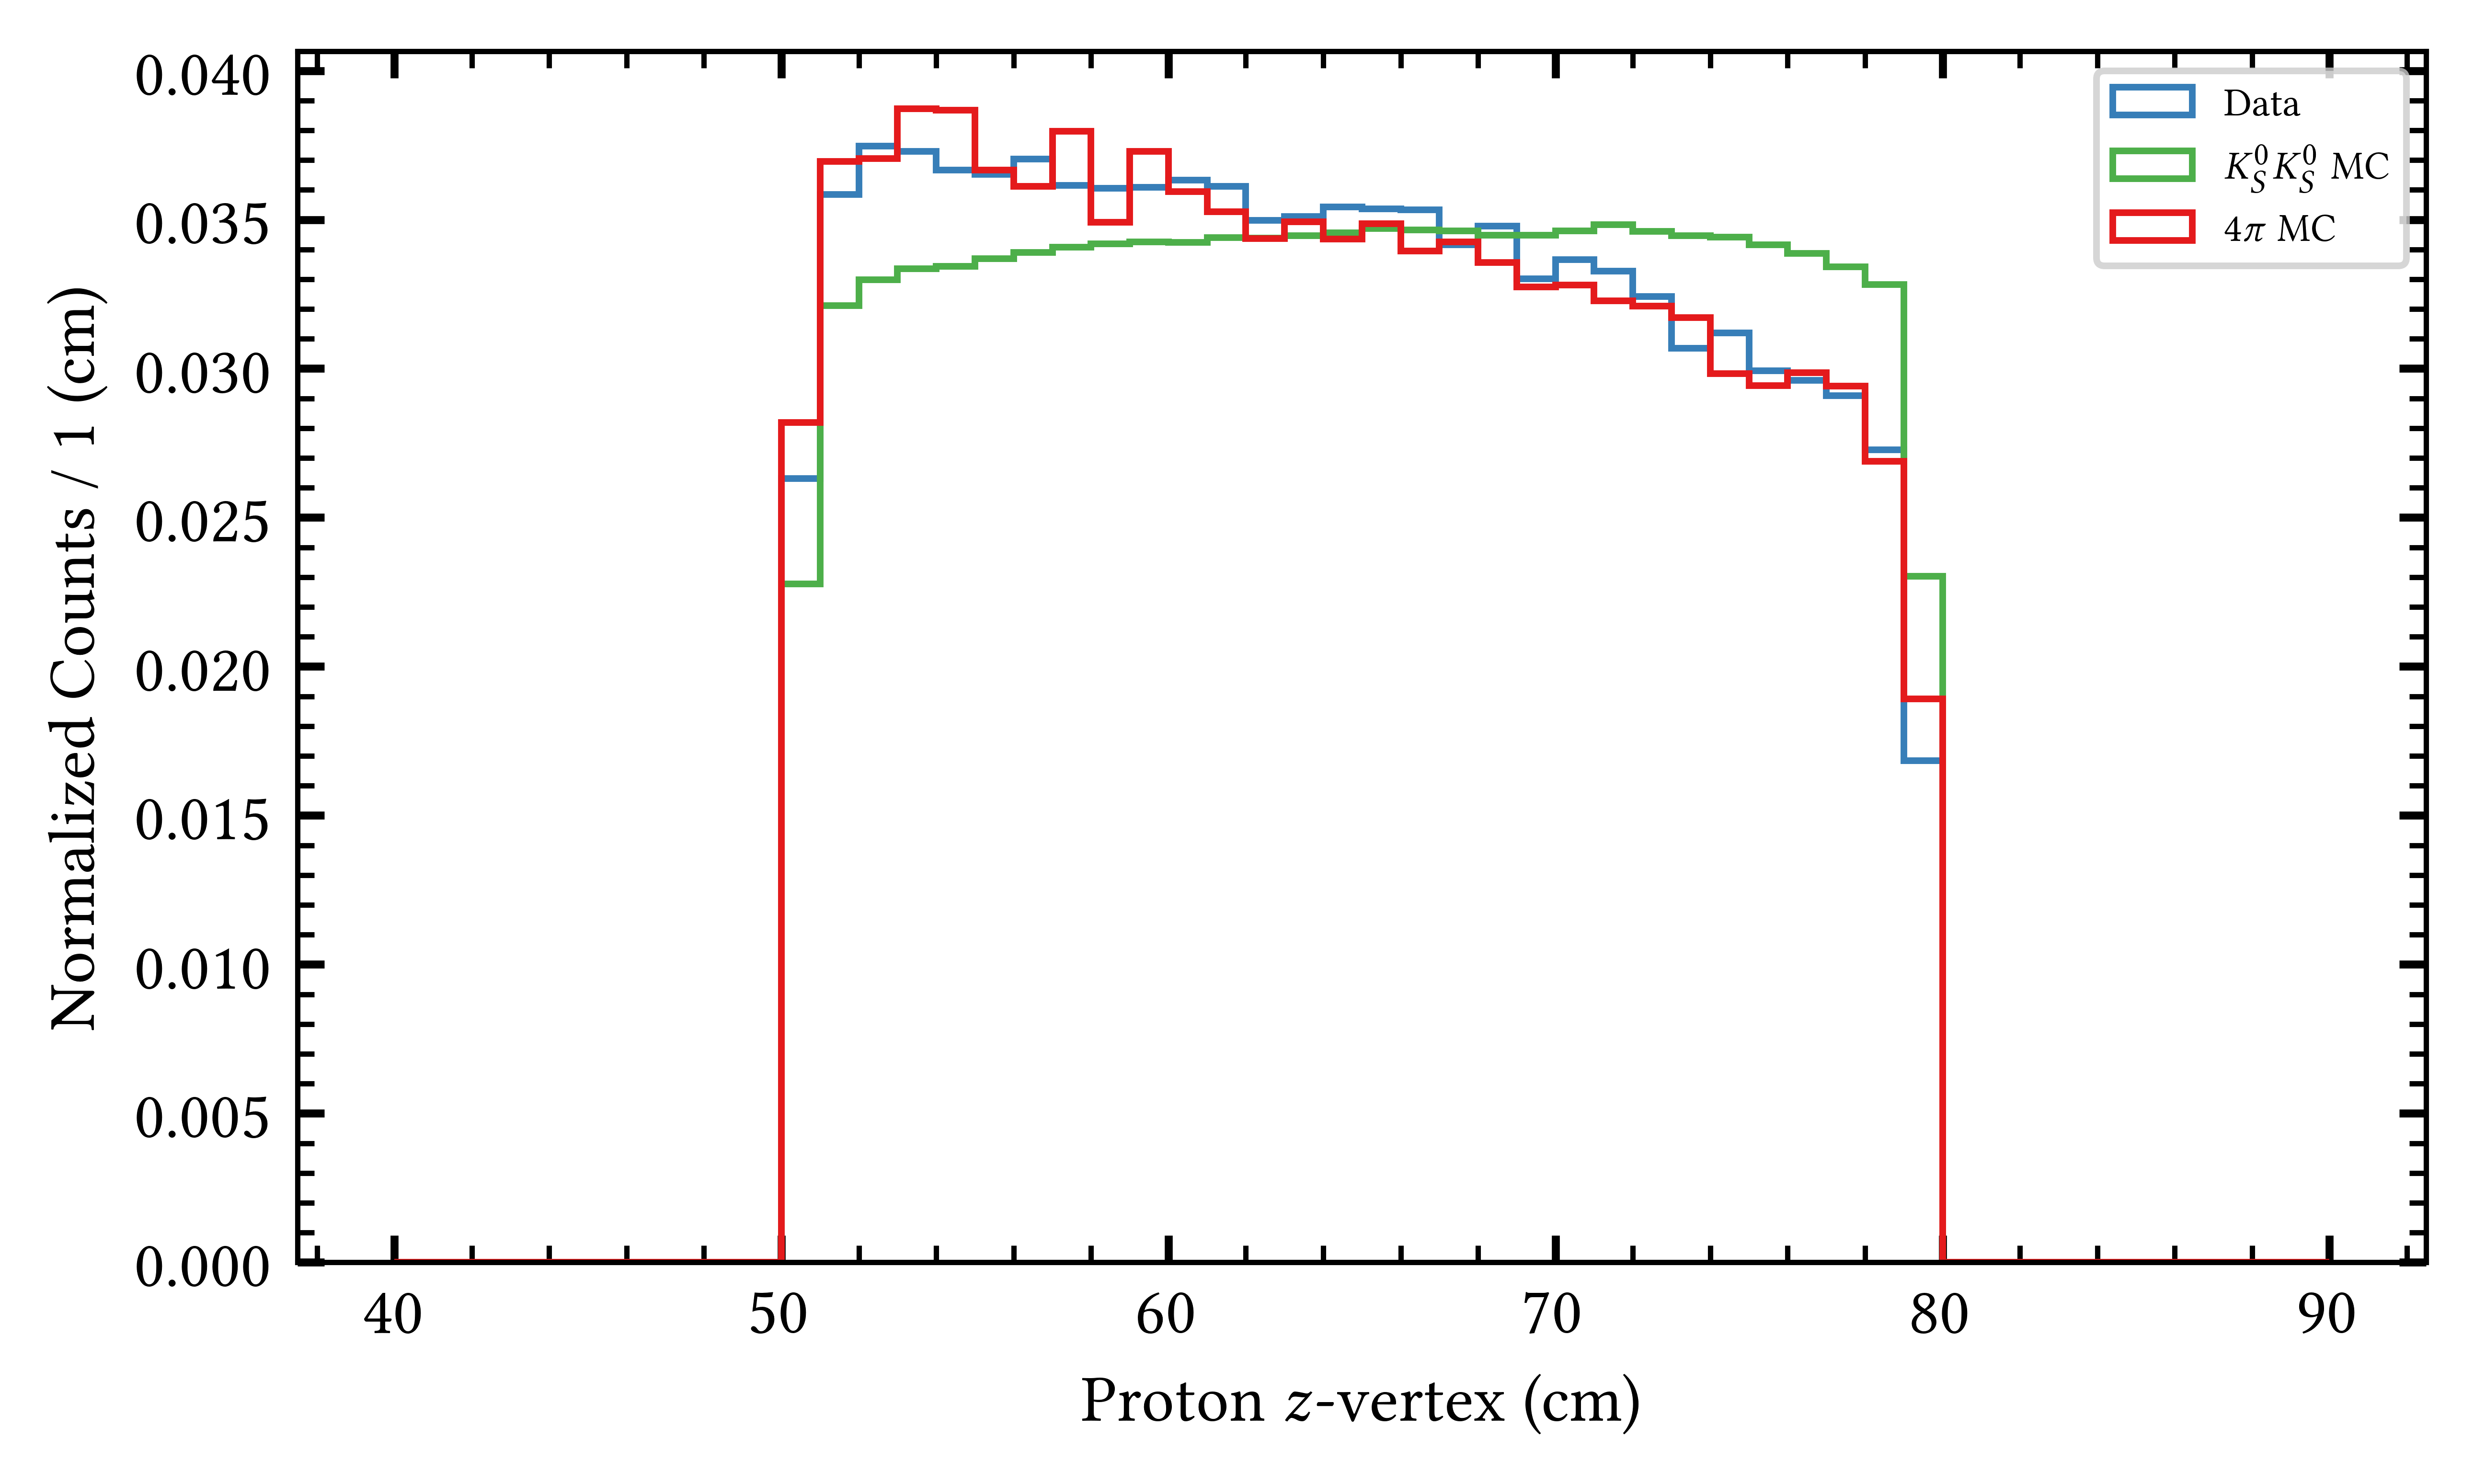 Normalized Counts / 1 (cm)
0.040
0.035
0.030
0.025
0.020
0.015
0.010
0.005
0.000
Data
K_S^0 K_S^0 MC
4π MC
40 50 60 70 80 90
Proton z-vertex (cm)